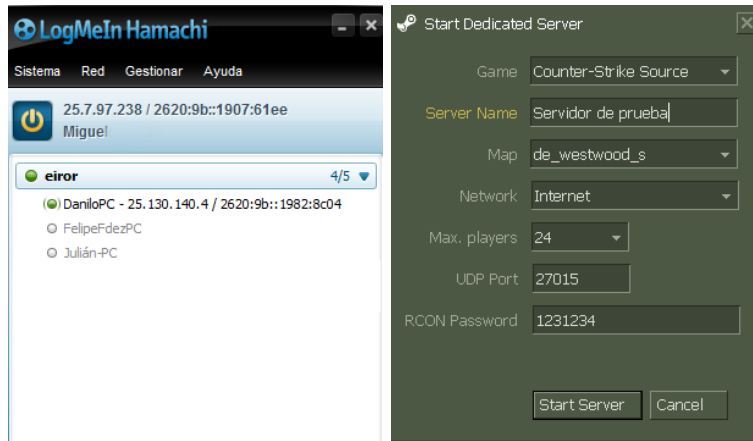 LogMeIn Hamachi
Sistema Red Gestionar Ayuda
25.7.97.238 / 2620:9b::1907:61ee
Miguel
eiror 4/5
DaniloPC - 25.130.140.4 / 2620:9b::1982:8c04
FelipeFdezPC
Julián-PC
Start Dedicated Server
Game Counter-Strike Source
Server Name Servidor de prueba
Map de_westwood_s
Network Internet
Max. players 24
UDP Port 27015
RCON Password 1231234
Start Server Cancel